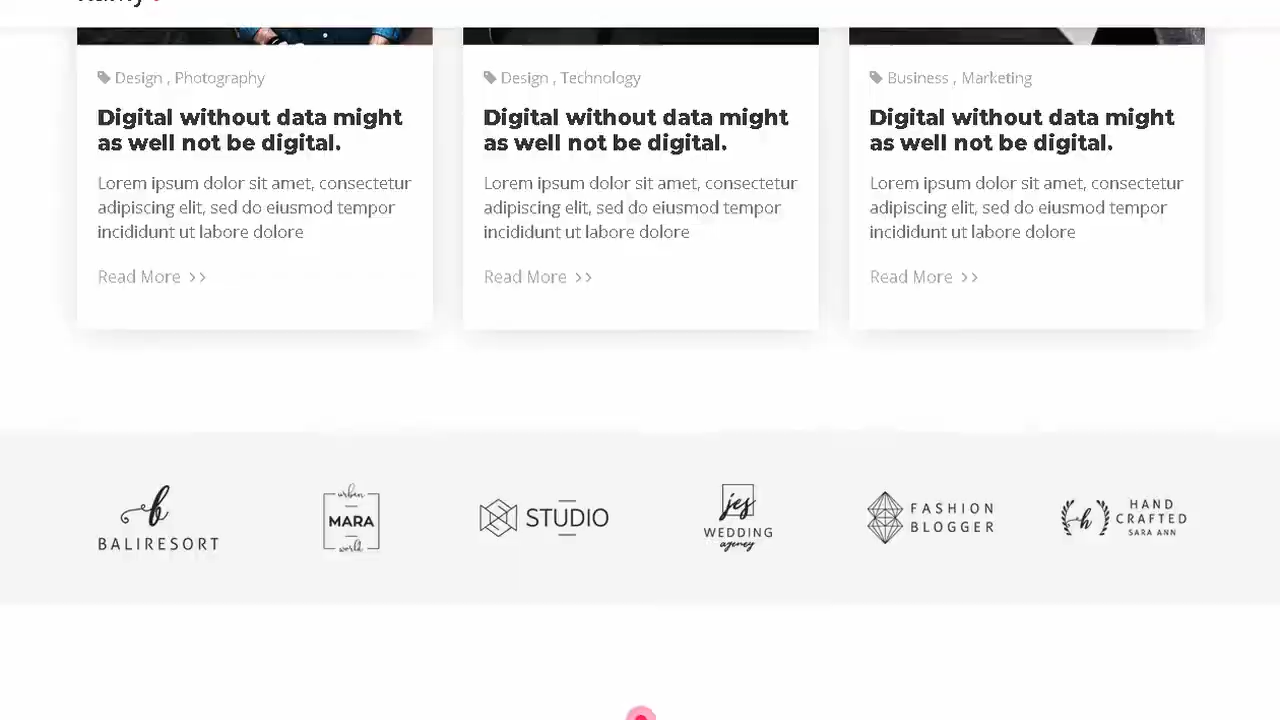 Design , Photography
Digital without data might
as well not be digital.
Lorem ipsum dolor sit amet, consectetur
adipiscing elit, sed do eiusmod tempor
incididunt ut labore dolore
Read More >>
Design , Technology
Digital without data might
as well not be digital.
Lorem ipsum dolor sit amet, consectetur
adipiscing elit, sed do eiusmod tempor
incididunt ut labore dolore
Read More >>
Business , Marketing
Digital without data might
as well not be digital.
Lorem ipsum dolor sit amet, consectetur
adipiscing elit, sed do eiusmod tempor
incididunt ut labore dolore
Read More >>
b
BALIRESORT
urban
MARA
world
STUDIO
jes
WEDDING
agency
FASHION
BLOGGER
h
HAND
CRAFTED
SARA ANN